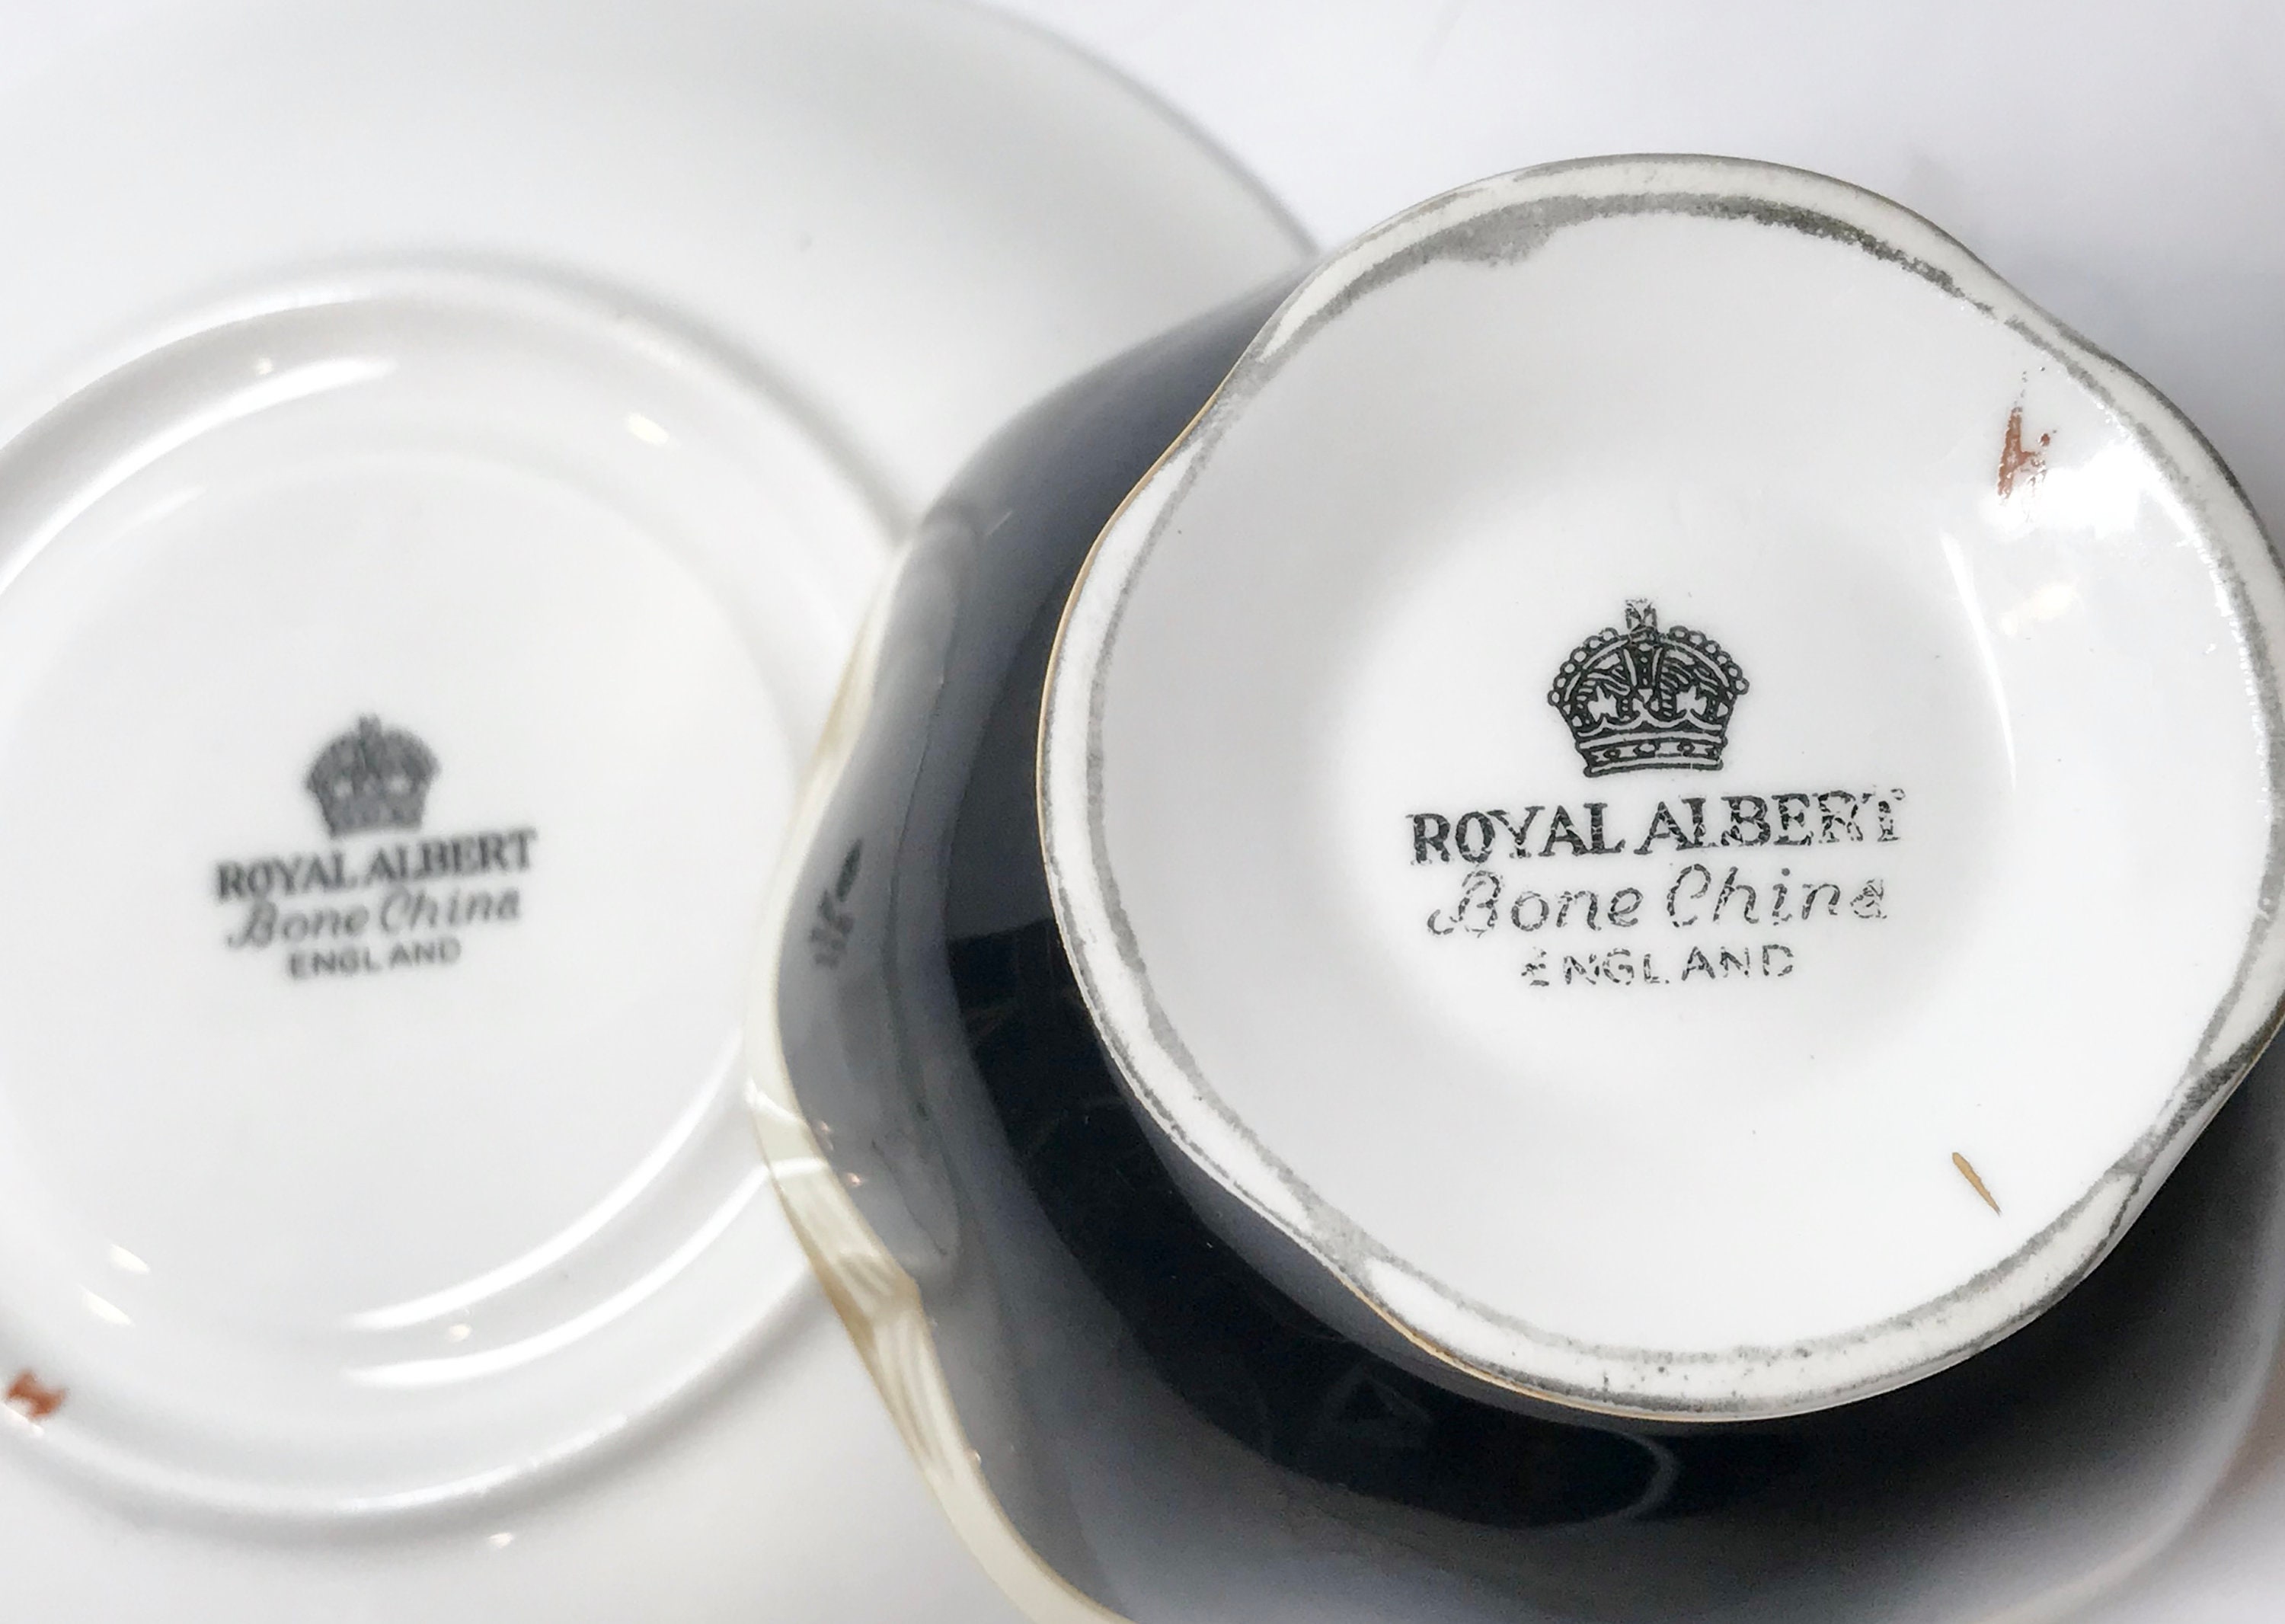 ROYAL ALBERT
Bone China
ENGLAND
ROYAL ALBERT
Bone China
ENGLAND